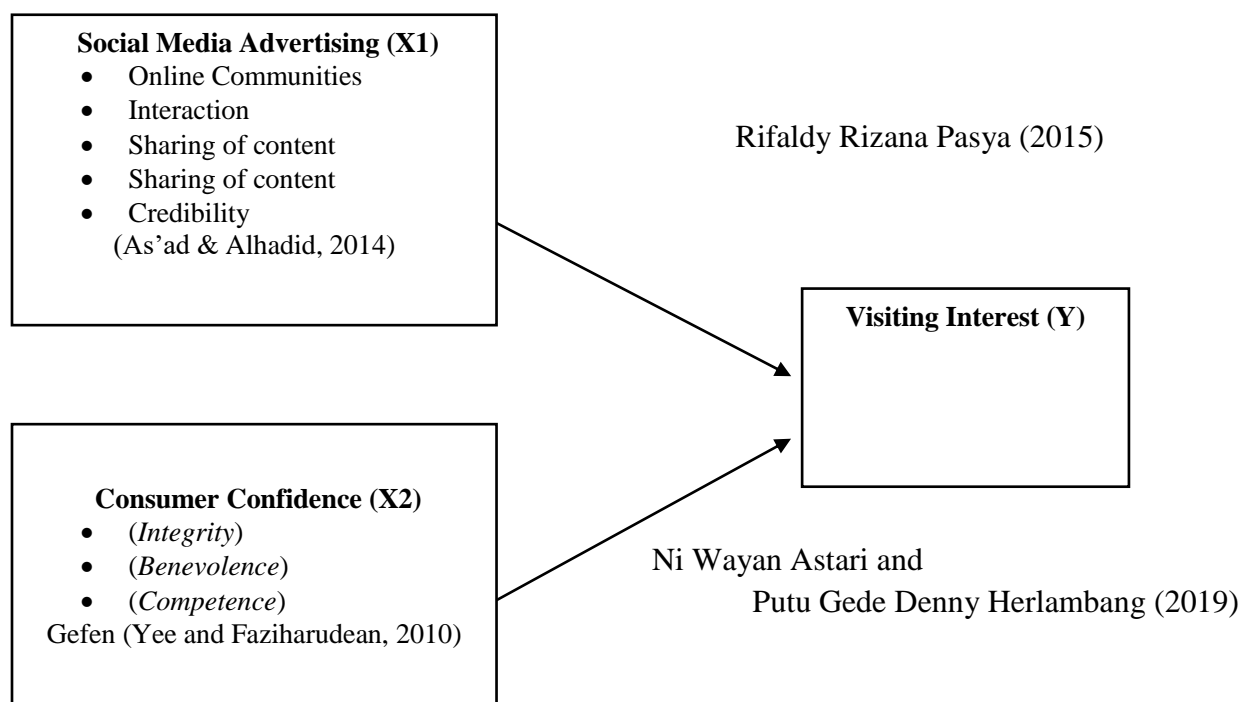 Social Media Advertising (X1)
• Online Communities
• Interaction
• Sharing of content
• Sharing of content
• Credibility
(As’ad & Alhadid, 2014)
Rifaldy Rizana Pasya (2015)
Visiting Interest (Y)
Consumer Confidence (X2)
• (Integrity)
• (Benevolence)
• (Competence)
Gefen (Yee and Faziharudean, 2010)
Ni Wayan Astari and
Putu Gede Denny Herlambang (2019)